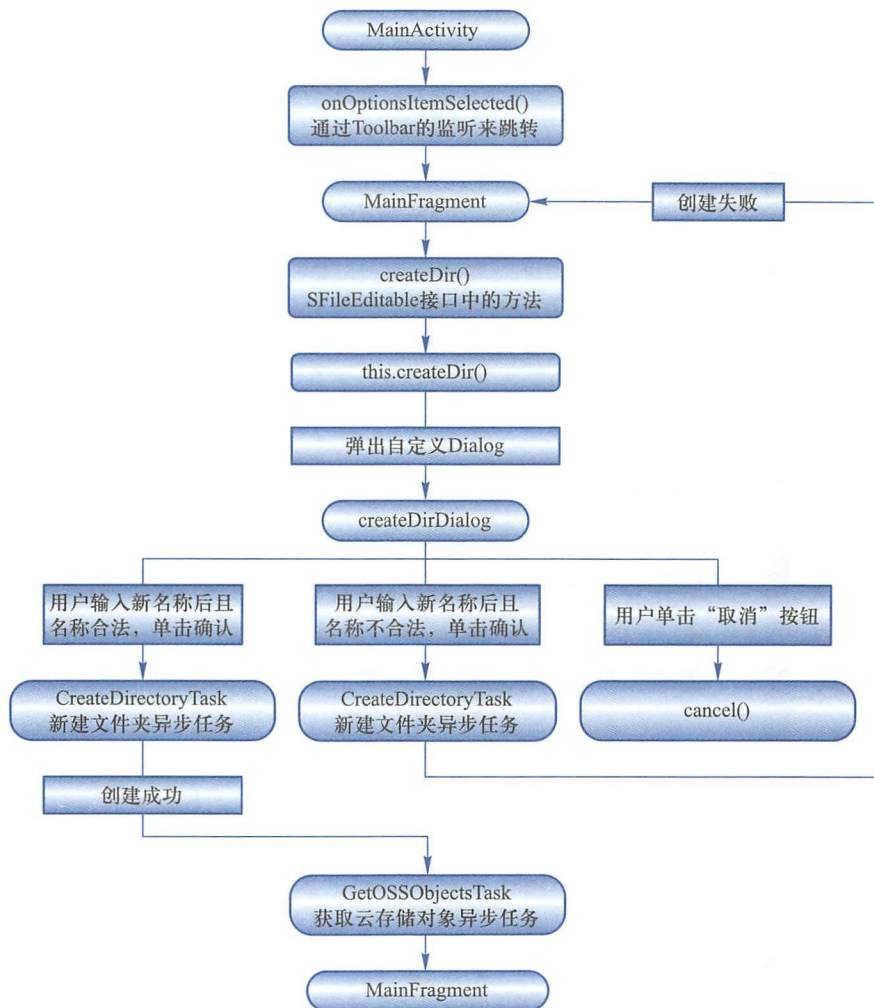 MainActivity
onOptionsItemSelected()
通过Toolbar的监听来跳转
MainFragment
创建失败
createDir()
SFileEditable接口中的方法
this.createDir()
弹出自定义Dialog
createDirDialog
用户输入新名称后且
名称合法，单击确认
用户输入新名称后且
名称不合法，单击确认
用户单击“取消”按钮
CreateDirectoryTask
新建文件夹异步任务
CreateDirectoryTask
新建文件夹异步任务
cancel()
创建成功
GetOSSObjectsTask
获取云存储对象异步任务
MainFragment